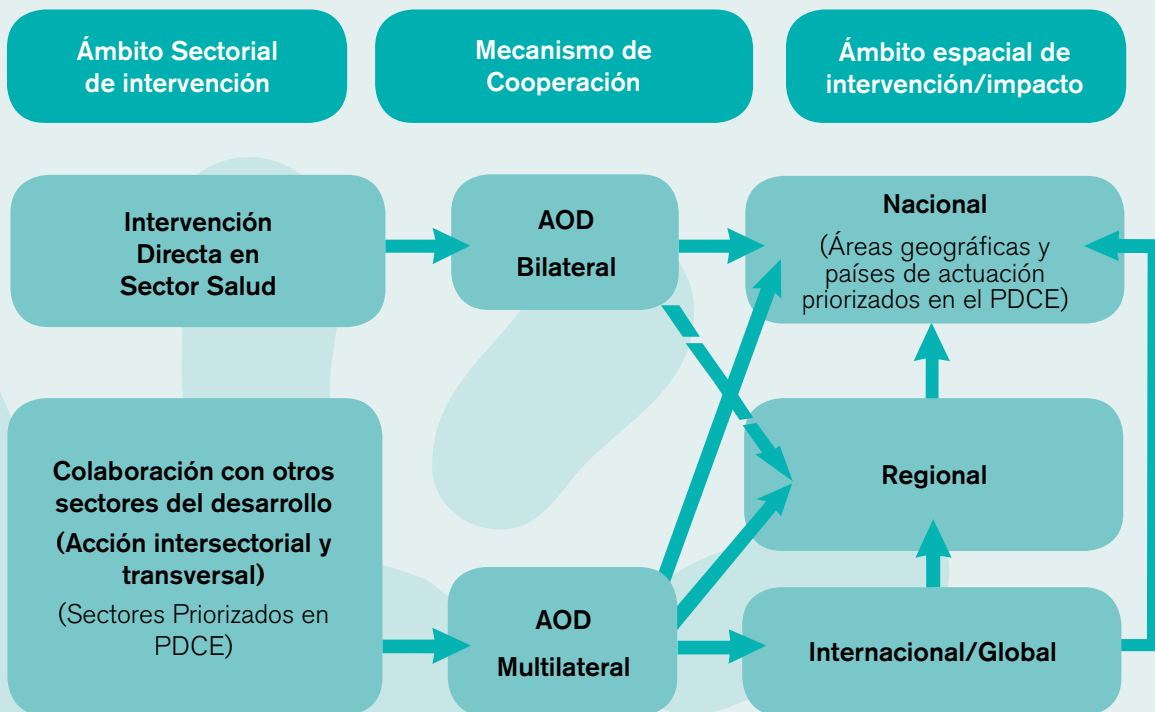 Ámbito Sectorial
de intervención
Mecanismo de
Cooperación
Ámbito espacial de
intervención/impacto
Intervención
Directa en
Sector Salud
AOD
Bilateral
Nacional
(Áreas geográficas y
países de actuación
priorizados en el PDCE)
Colaboración con otros
sectores del desarrollo
(Acción intersectorial y
transversal)
(Sectores Priorizados en
PDCE)
Regional
AOD
Multilateral
Internacional/Global